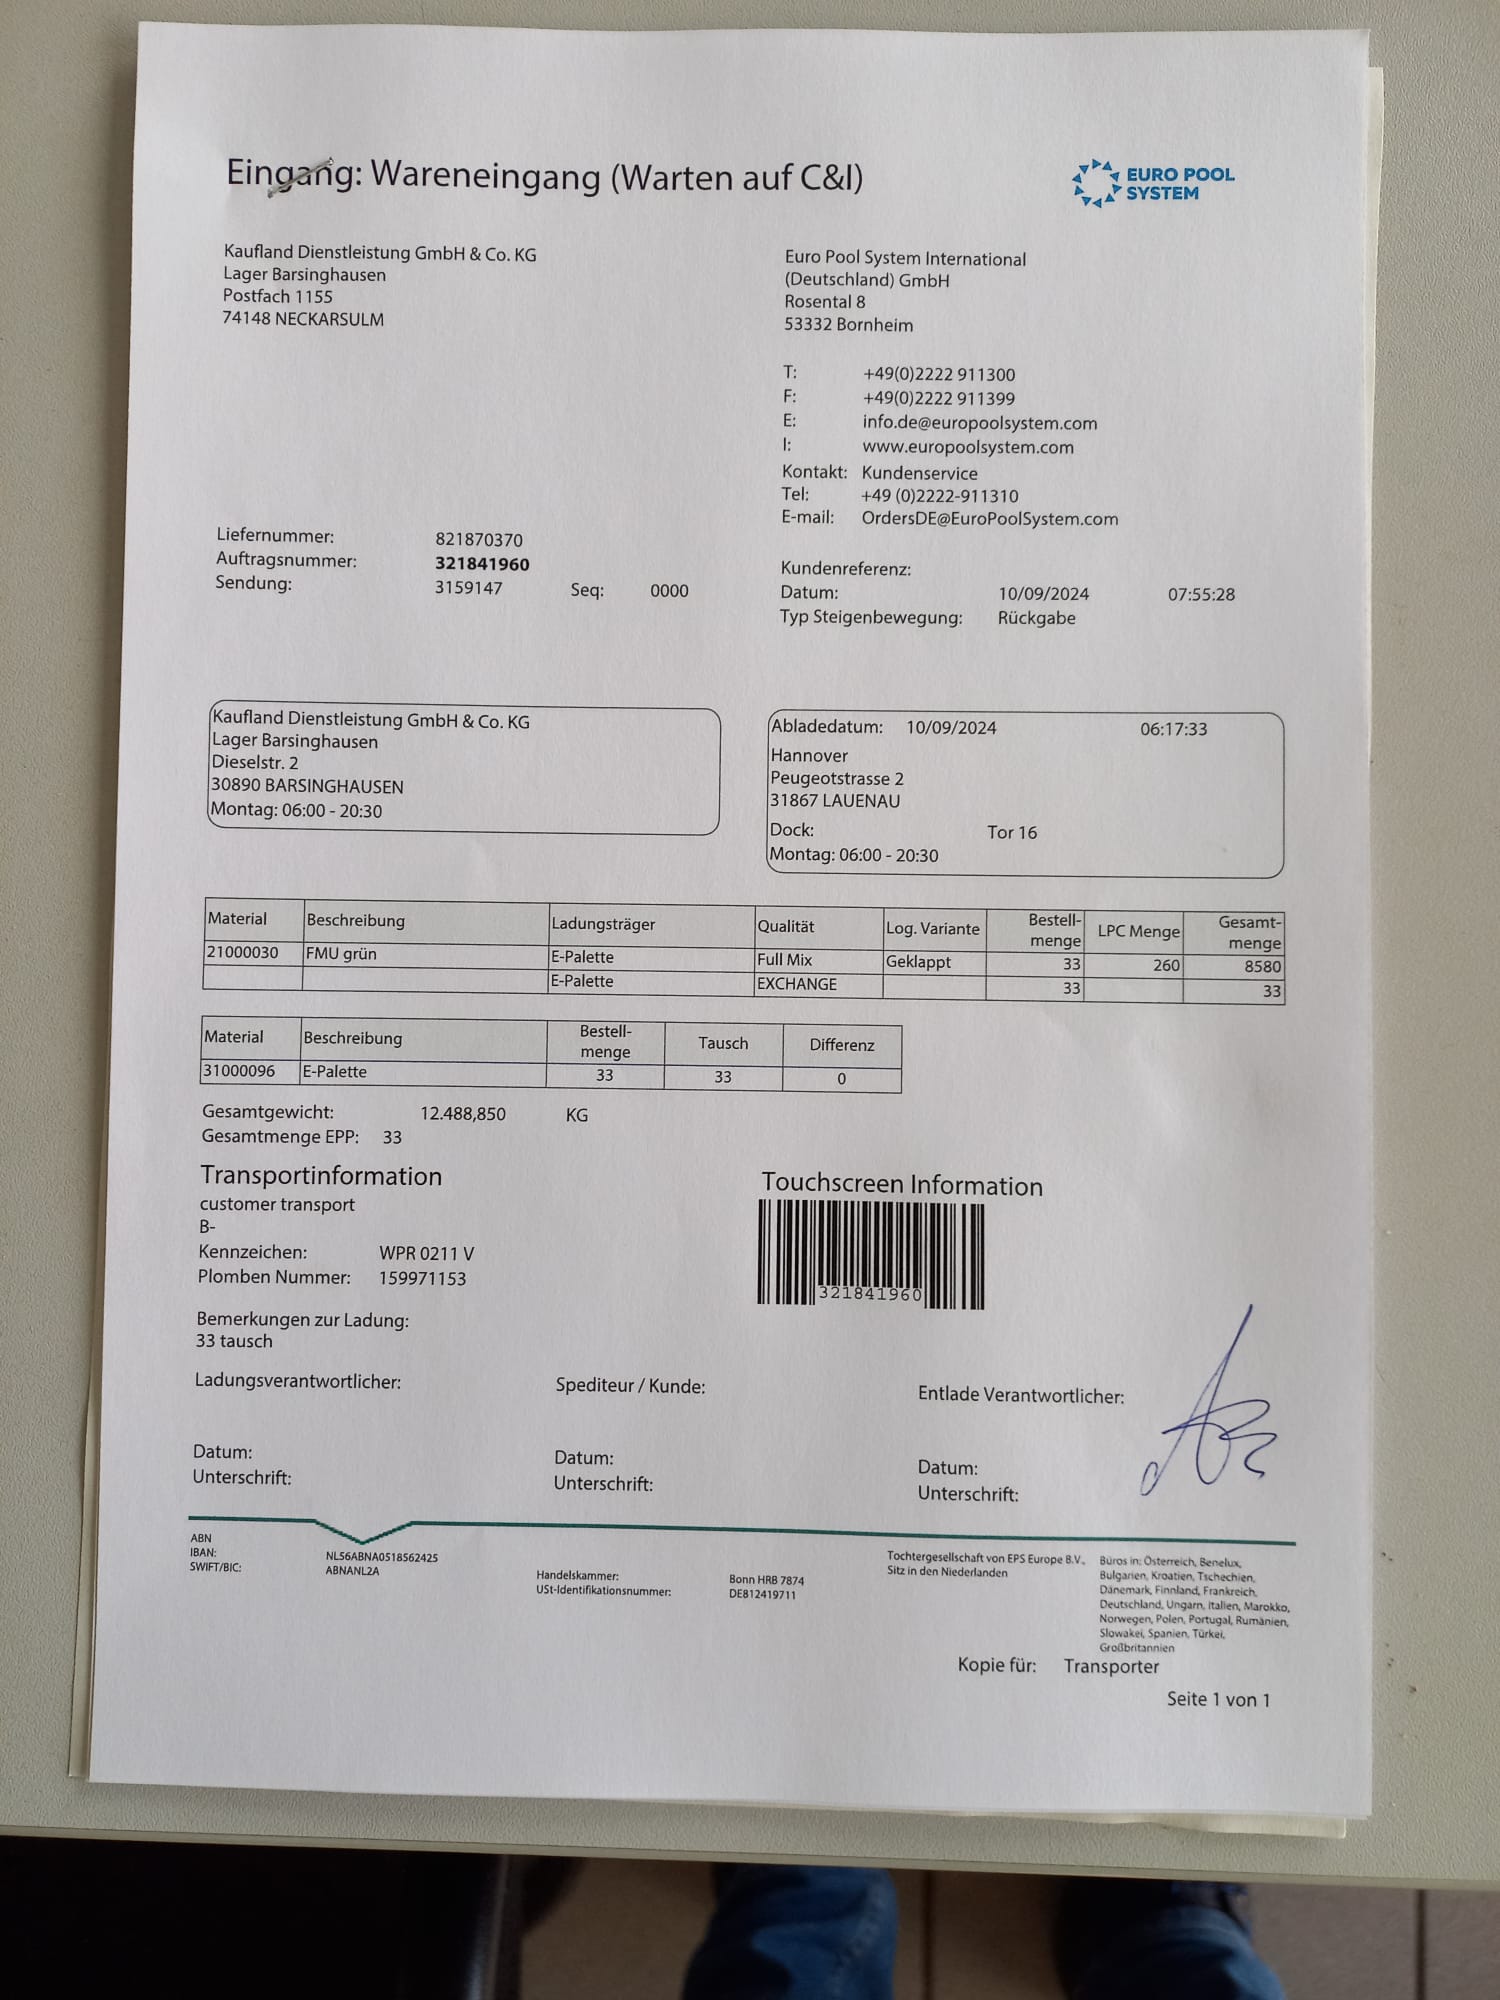 Eingang: Wareneingang (Warten auf C&I)
EURO POOL
SYSTEM
Kaufland Dienstleistung GmbH & Co. KG
Lager Barsinghausen
Postfach 1155
74148 NECKARSULM
Euro Pool System International
(Deutschland) GmbH
Rosental 8
53332 Bornheim
T: +49(0)2222 911300
F: +49(0)2222 911399
E: info.de@europoolsystem.com
I: www.europoolsystem.com
Kontakt: Kundenservice
Tel: +49 (0)2222-911310
E-mail: OrdersDE@EuroPoolSystem.com
Liefernummer: 821870370
Auftragsnummer: 321841960
Sendung: 3159147 Seq: 0000
Kundenreferenz:
Datum: 10/09/2024 07:55:28
Typ Steigenbewegung: Rückgabe
Kaufland Dienstleistung GmbH & Co. KG
Lager Barsinghausen
Dieselstr. 2
30890 BARSINGHAUSEN
Montag: 06:00 - 20:30
Abladedatum: 10/09/2024 06:17:33
Hannover
Peugeotstrasse 2
31867 LAUENAU
Dock: Tor 16
Montag: 06:00 - 20:30
Material Beschreibung Ladungsträger Qualität Log. Variante Bestell-menge LPC Menge Gesamt-menge
21000030 FMU grün E-Palette Full Mix Geklappt 33 260 8580
E-Palette EXCHANGE 33 33
Material Beschreibung Bestell-menge Tausch Differenz
31000096 E-Palette 33 33 0
Gesamtgewicht: 12.488,850 KG
Gesamtmenge EPP: 33
Transportinformation
customer transport
B-
Kennzeichen: WPR 0211 V
Plomben Nummer: 159971153
Touchscreen Information
321841960
Bemerkungen zur Ladung:
33 tausch
Ladungsverantwortlicher: Spediteur / Kunde: Entlade Verantwortlicher:
Datum: Datum: Datum:
Unterschrift: Unterschrift: Unterschrift:
ABN
IBAN: NL56ABNA0518562425
SWIFT/BIC: ABNANL2A
Handelskammer: Bonn HRB 7874
USt-Identifikationsnummer: DE812419711
Tochtergesellschaft von EPS Europe B.V.,
Sitz in den Niederlanden
Büros in: Österreich, Benelux,
Bulgarien, Kroatien, Tschechien,
Dänemark, Finnland, Frankreich,
Deutschland, Ungarn, Italien, Marokko,
Norwegen, Polen, Portugal, Rumänien,
Slowakei, Spanien, Türkei,
Großbritannien
Kopie für: Transporter
Seite 1 von 1